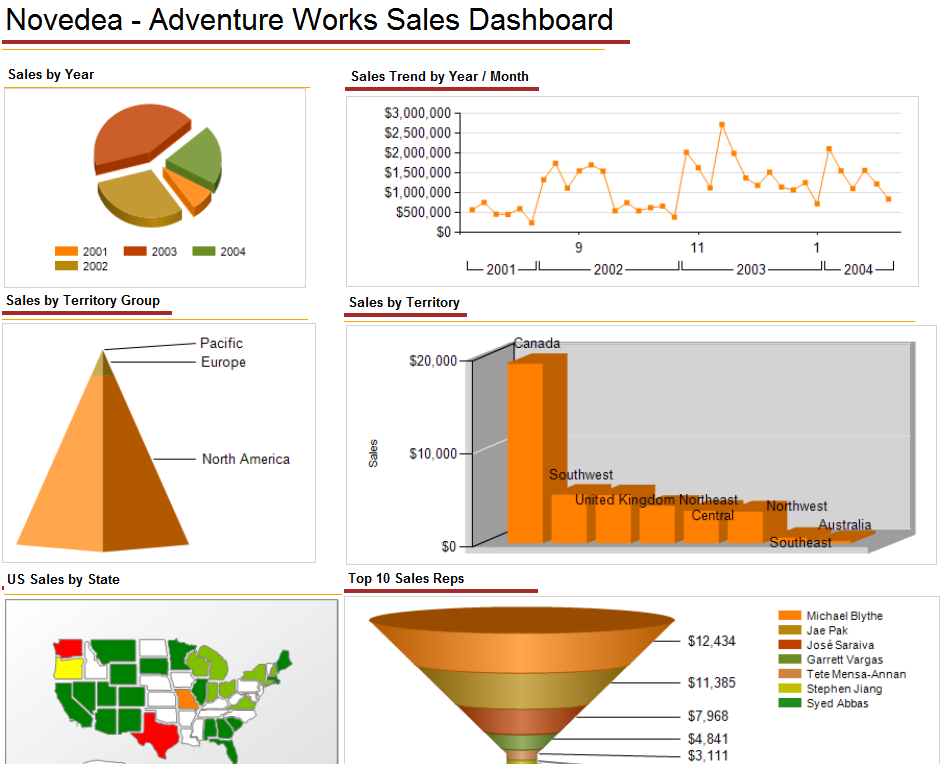 Novedea - Adventure Works Sales Dashboard
Sales by Year
2001 2003 2004
2002
Sales Trend by Year / Month
$3,000,000
$2,500,000
$2,000,000
$1,500,000
$1,000,000
$500,000
$0
9 11 1
2001 2002 2003 2004
Sales by Territory Group
Pacific
Europe
North America
Sales by Territory
Sales
$20,000
$10,000
$0
Canada
Southwest
United Kingdom Northeast
Central
Northwest
Australia
Southeast
US Sales by State
Top 10 Sales Reps
$12,434
$11,385
$7,968
$4,841
$3,111
Michael Blythe
Jae Pak
José Saraiva
Garrett Vargas
Tete Mensa-Annan
Stephen Jiang
Syed Abbas